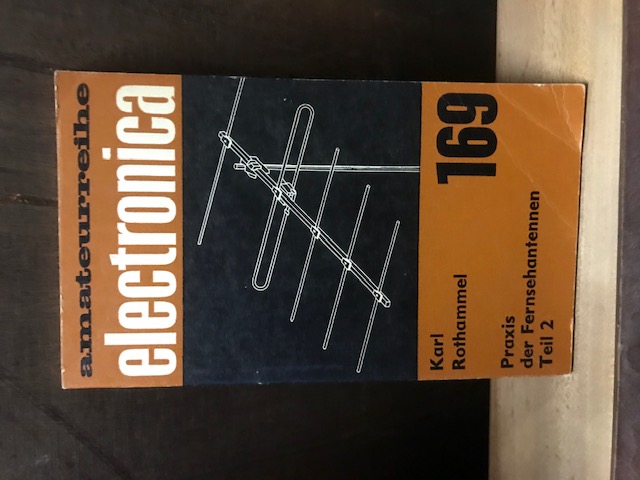 amateurreihe
electronica
Karl
Rothammel
169
Praxis
der Fernsehantennen
Teil 2